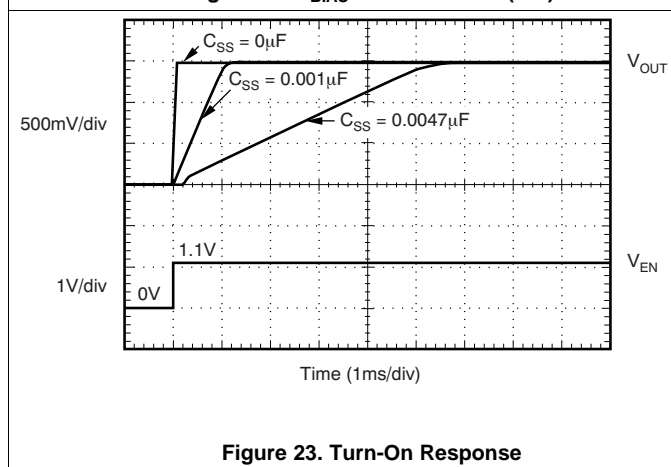 BIAS
C_SS = 0µF
V_OUT
C_SS = 0.001µF
500mV/div
C_SS = 0.0047µF
1.1V
V_EN
1V/div
0V
Time (1ms/div)
Figure 23. Turn-On Response